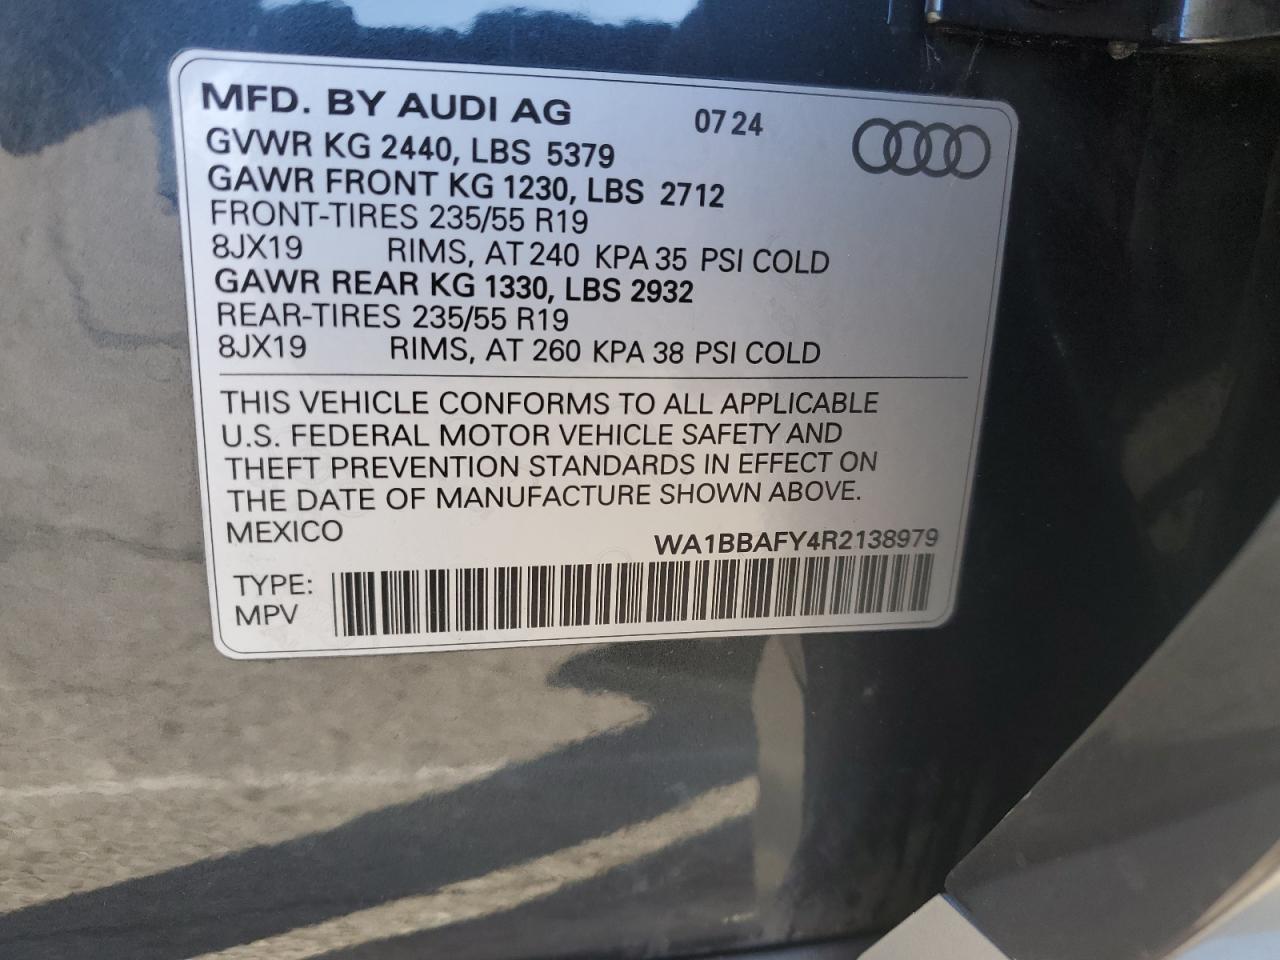 MFD. BY AUDI AG 07 24
GVWR KG 2440, LBS 5379
GAWR FRONT KG 1230, LBS 2712
FRONT-TIRES 235/55 R19
8JX19 RIMS, AT 240 KPA 35 PSI COLD
GAWR REAR KG 1330, LBS 2932
REAR-TIRES 235/55 R19
8JX19 RIMS, AT 260 KPA 38 PSI COLD
THIS VEHICLE CONFORMS TO ALL APPLICABLE
U.S. FEDERAL MOTOR VEHICLE SAFETY AND
THEFT PREVENTION STANDARDS IN EFFECT ON
THE DATE OF MANUFACTURE SHOWN ABOVE.
MEXICO WA1BBAFY4R2138979
TYPE:
MPV